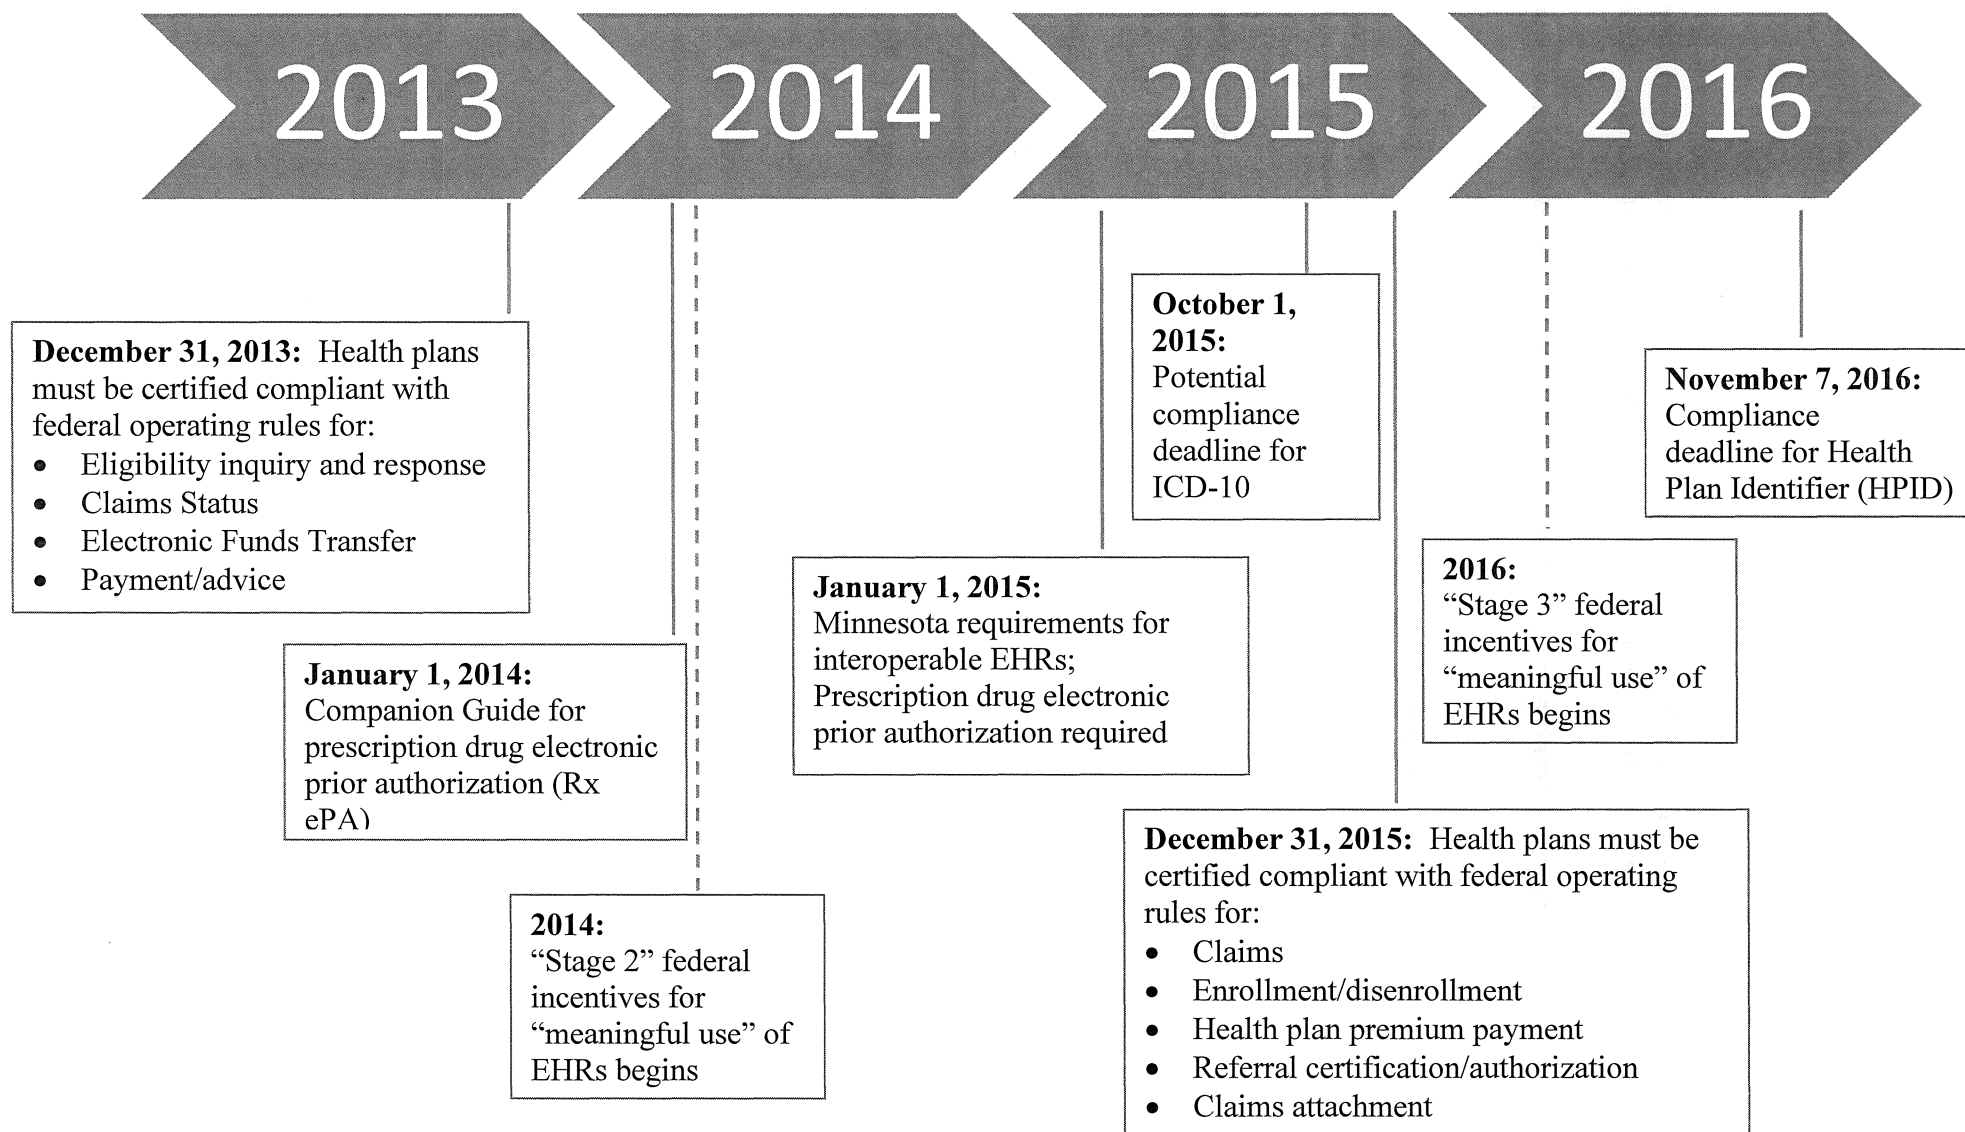 2013
2014
2015
2016
December 31, 2013: Health plans
must be certified compliant with
federal operating rules for:
• Eligibility inquiry and response
• Claims Status
• Electronic Funds Transfer
• Payment/advice
January 1, 2014:
Companion Guide for
prescription drug electronic
prior authorization (Rx
ePA)
2014:
“Stage 2” federal
incentives for
“meaningful use” of
EHRs begins
January 1, 2015:
Minnesota requirements for
interoperable EHRs;
Prescription drug electronic
prior authorization required
October 1,
2015:
Potential
compliance
deadline for
ICD-10
December 31, 2015: Health plans must be
certified compliant with federal operating
rules for:
• Claims
• Enrollment/disenrollment
• Health plan premium payment
• Referral certification/authorization
• Claims attachment
2016:
“Stage 3” federal
incentives for
“meaningful use” of
EHRs begins
November 7, 2016:
Compliance
deadline for Health
Plan Identifier (HPID)